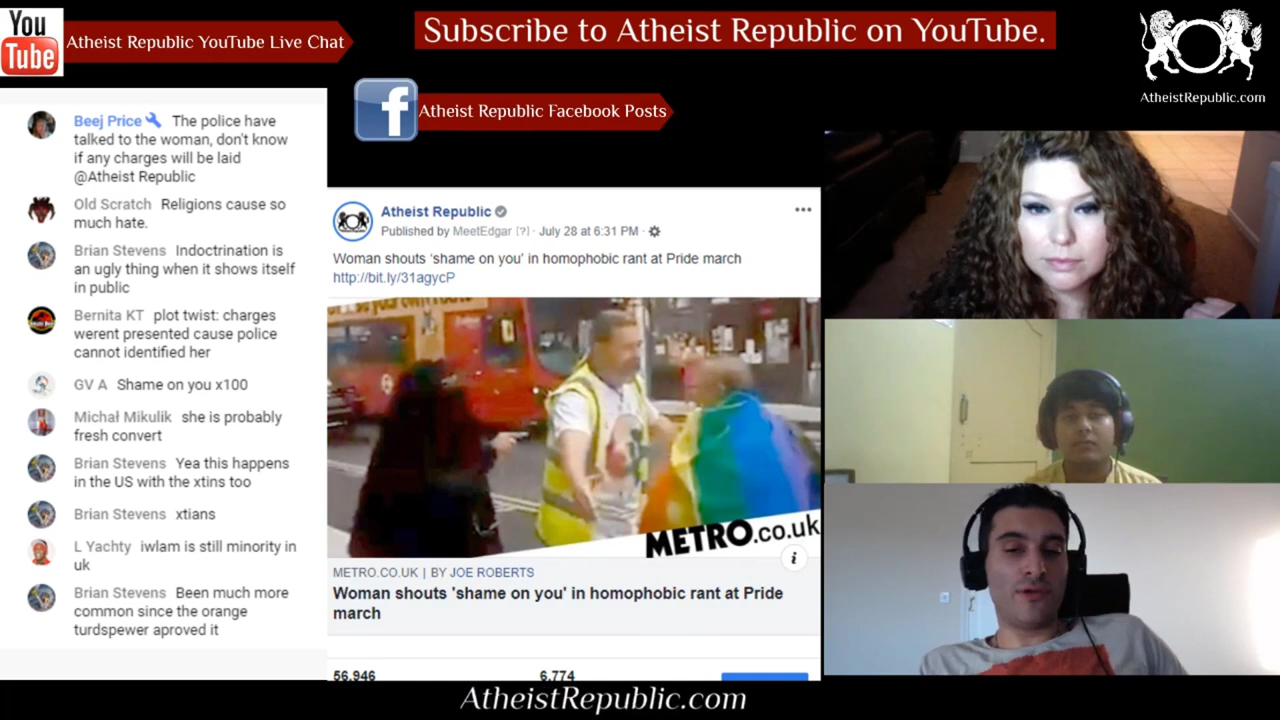 You
Tube
Atheist Republic YouTube Live Chat
Subscribe to Atheist Republic on YouTube.
AtheistRepublic.com
f
Atheist Republic Facebook Posts
Beej Price The police have
talked to the woman, don't know
if any charges will be laid
@Atheist Republic
Old Scratch Religions cause so
much hate.
Brian Stevens Indoctrination is
an ugly thing when it shows itself
in public
Bernita KT plot twist: charges
werent presented cause police
cannot identified her
GV A Shame on you x100
Michał Mikulik she is probably
fresh convert
Brian Stevens Yea this happens
in the US with the xtins too
Brian Stevens xtians
L Yachty iwlam is still minority in
uk
Brian Stevens Been much more
common since the orange
turdspewer aproved it
Atheist Republic
Published by MeetEdgar [?] · July 28 at 6:31 PM ·
Woman shouts 'shame on you' in homophobic rant at Pride march
http://bit.ly/31agycP
METRO.co.uk
i
METRO.CO.UK | BY JOE ROBERTS
Woman shouts 'shame on you' in homophobic rant at Pride
march
56,946 6,774
AtheistRepublic.com